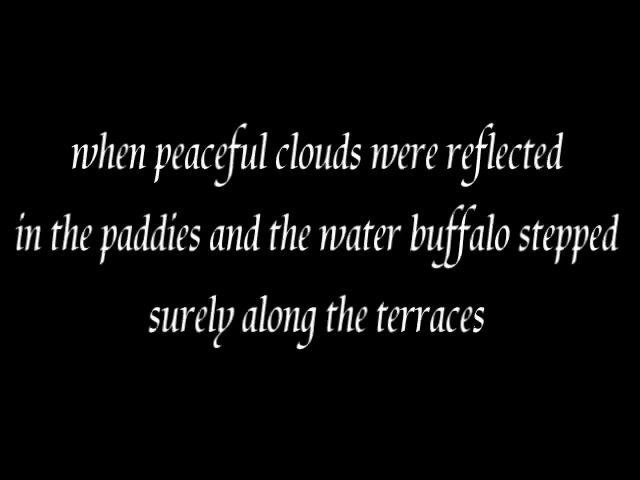 when peaceful clouds were reflected
in the paddies and the water buffalo stepped
surely along the terraces